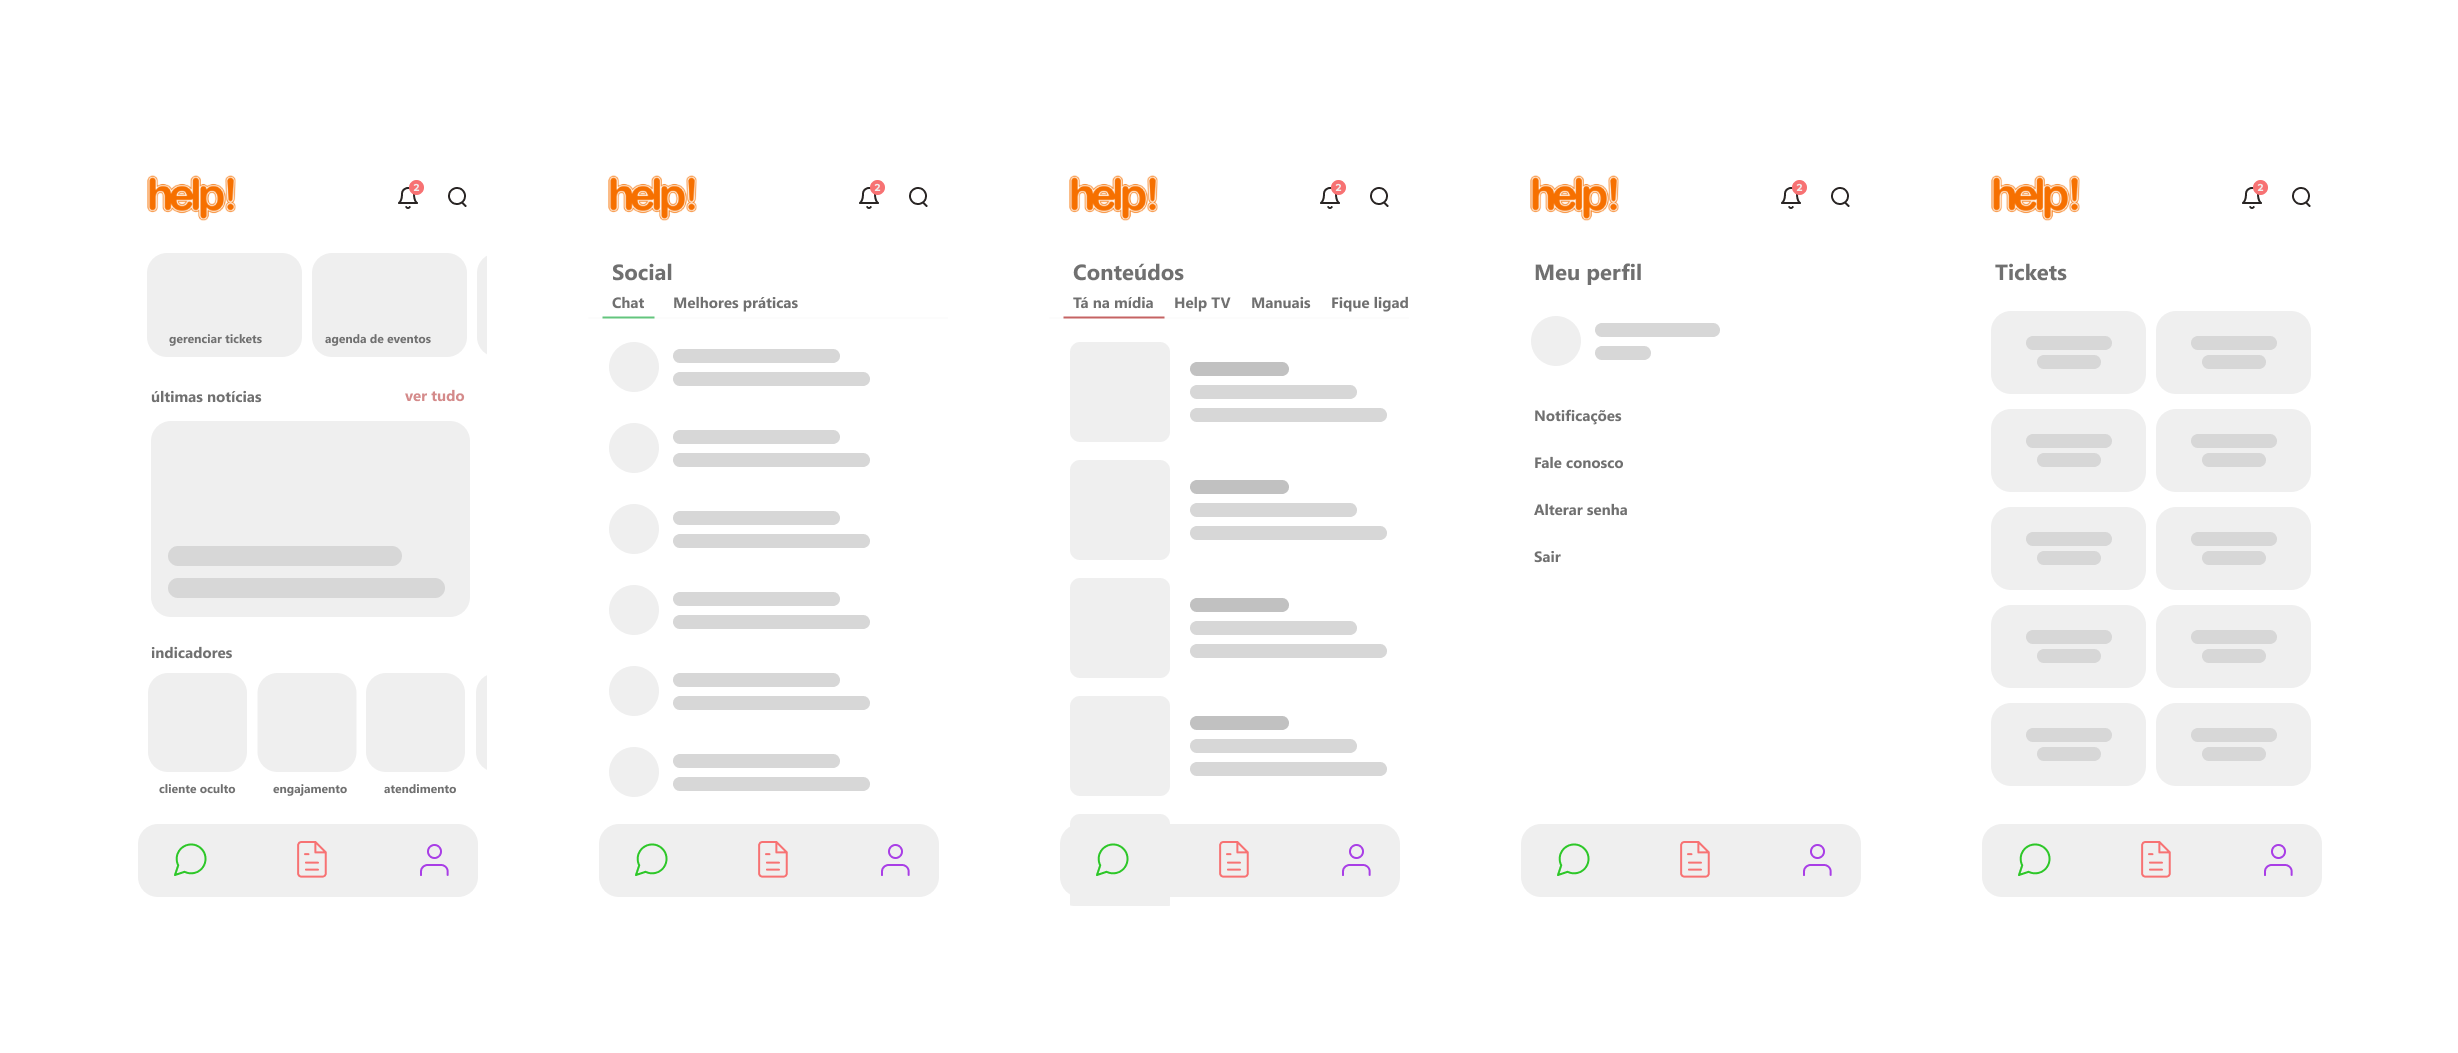 help!
2
gerenciar tickets
agenda de eventos
últimas notícias
ver tudo
indicadores
cliente oculto
engajamento
atendimento
help!
2
Social
Chat
Melhores práticas
help!
2
Conteúdos
Tá na mídia
Help TV
Manuais
Fique ligad
help!
2
Meu perfil
Notificações
Fale conosco
Alterar senha
Sair
help!
2
Tickets